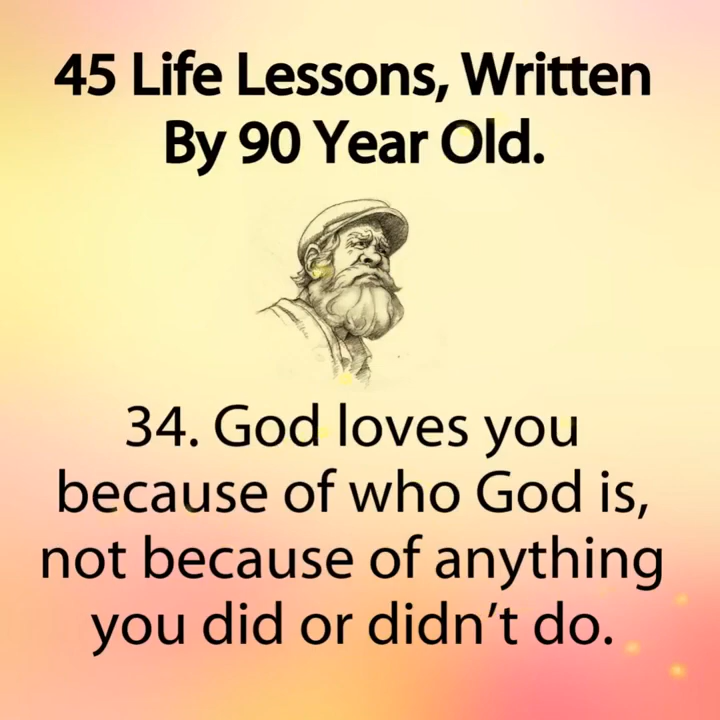 45 Life Lessons, Written
By 90 Year Old.
34. God loves you
because of who God is,
not because of anything
you did or didn’t do.